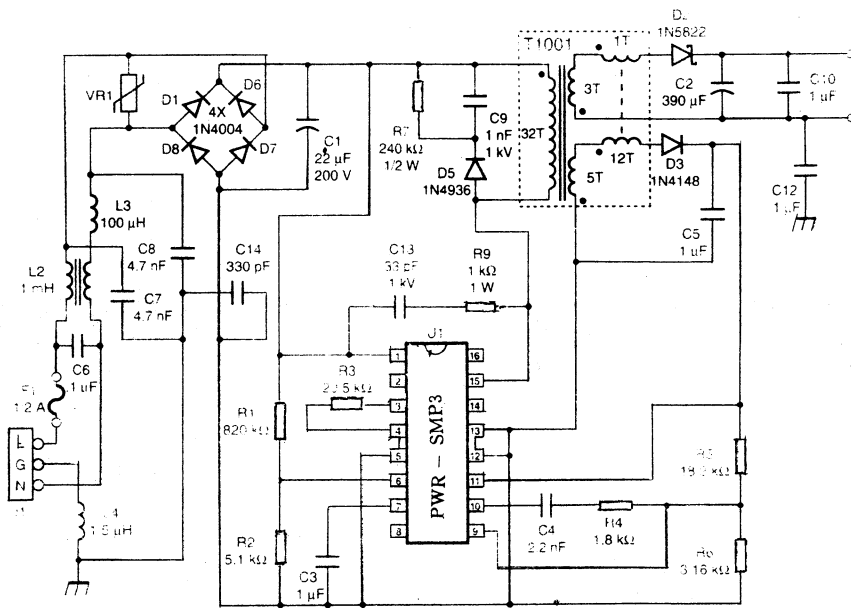 T1001
1T
1N5822
VR1
D1
D6
4X
1N4004
D8
D7
C1
22 µF
200 V
R7
240 kΩ
1/2 W
C9
1 nF
1 kV
D5
1N4936
32T
3T
5T
12T
D3
1N4148
C2
390 µF
C10
1 µF
C12
1 µF
C5
1 µF
L3
100 µH
C8
4.7 nF
C14
330 pF
L2
1 mH
C7
4.7 nF
C6
1 µF
F1
1.2 A
L
G
N
1.5 µH
C13
33 pF
1 kV
R9
1 kΩ
1 W
U1
PWR – SMP3
1
2
3
4
5
6
7
8
16
15
14
13
12
11
10
9
R3
20.5 kΩ
R1
820 kΩ
R2
5.1 kΩ
C3
1 µF
C4
2.2 nF
R4
1.8 kΩ
R6
3.16 kΩ